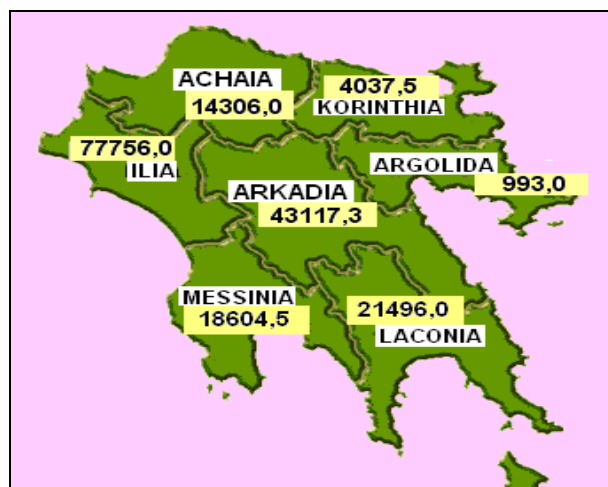 ACHAIA
14306,0
4037,5
KORINTHIA
77756,0
ILIA
ARGOLIDA
993,0
ARKADIA
43117,3
MESSINIA
18604,5
21496,0
LACONIA